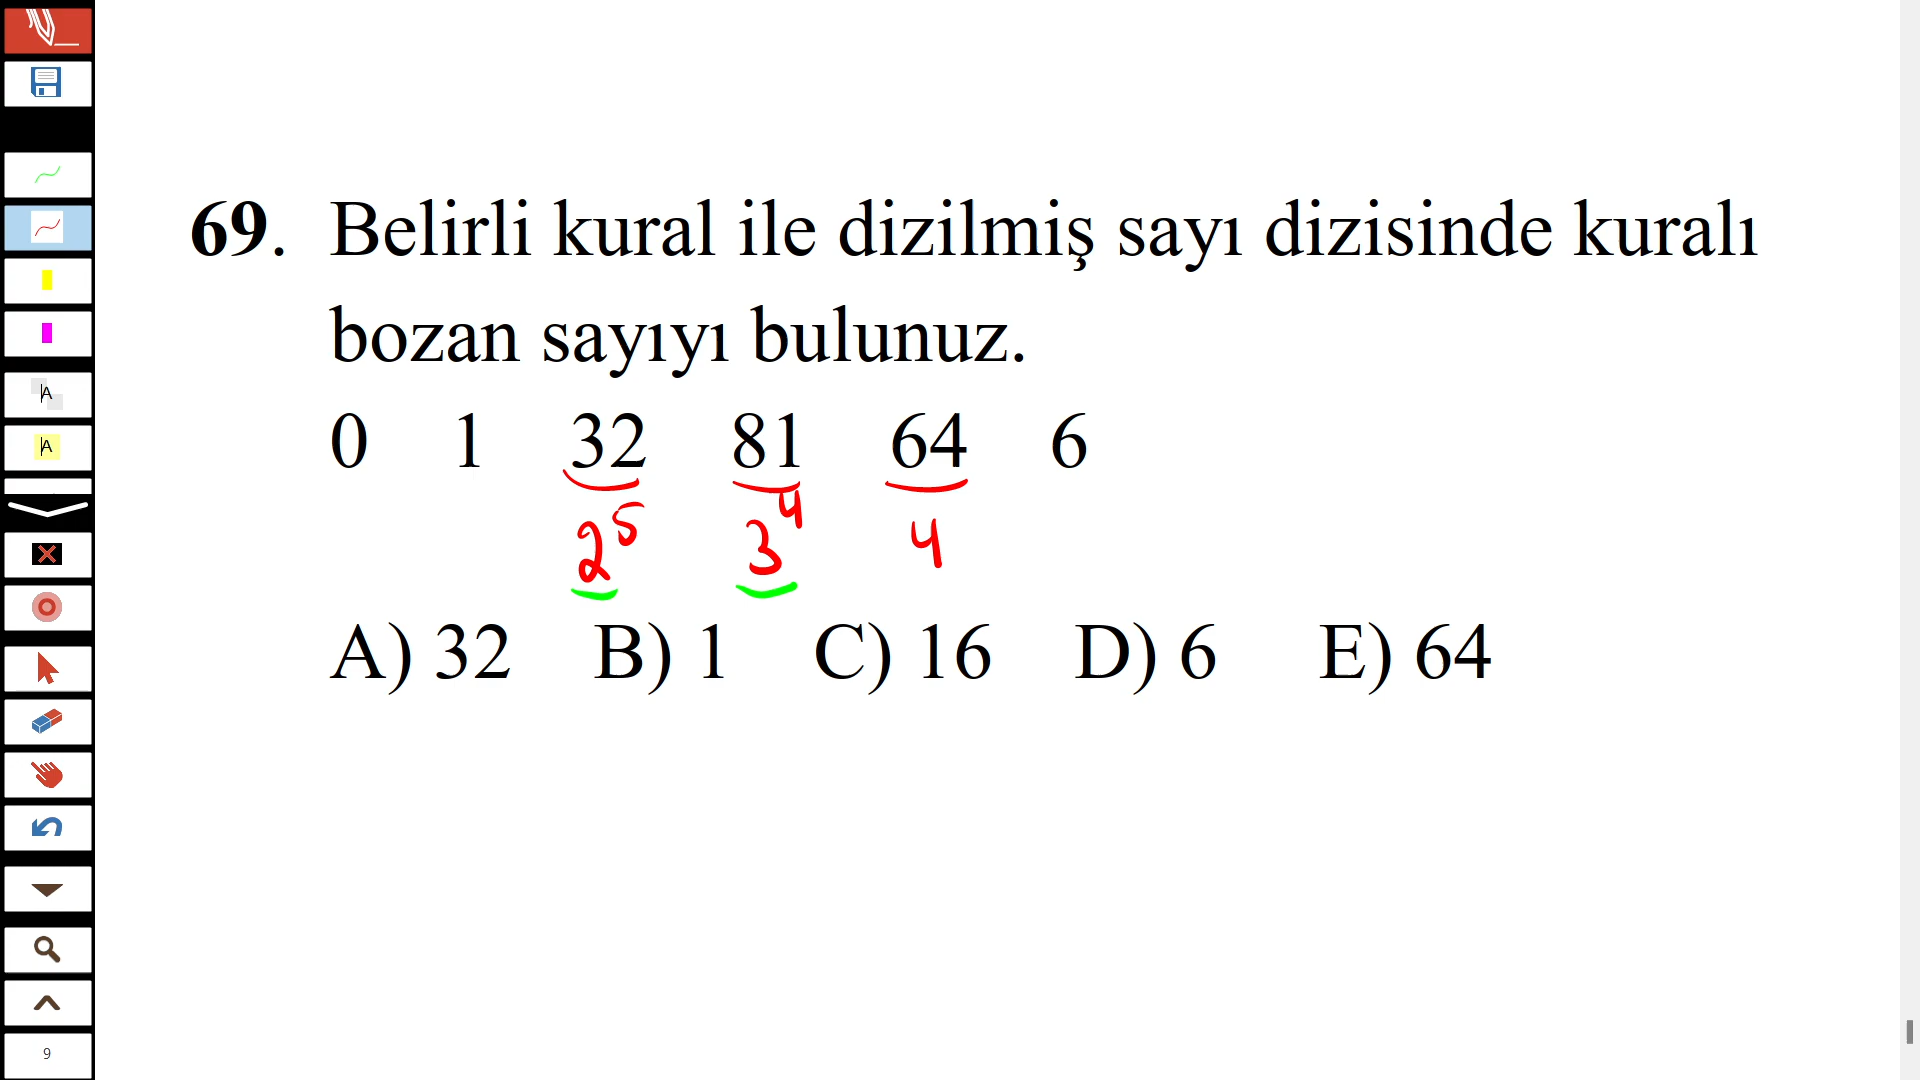 69. Belirli kural ile dizilmiş sayı dizisinde kuralı
bozan sayıyı bulunuz.
0 1 32 81 64 6
2^5 3^4 4
A) 32 B) 1 C) 16 D) 6 E) 64
A
A
9